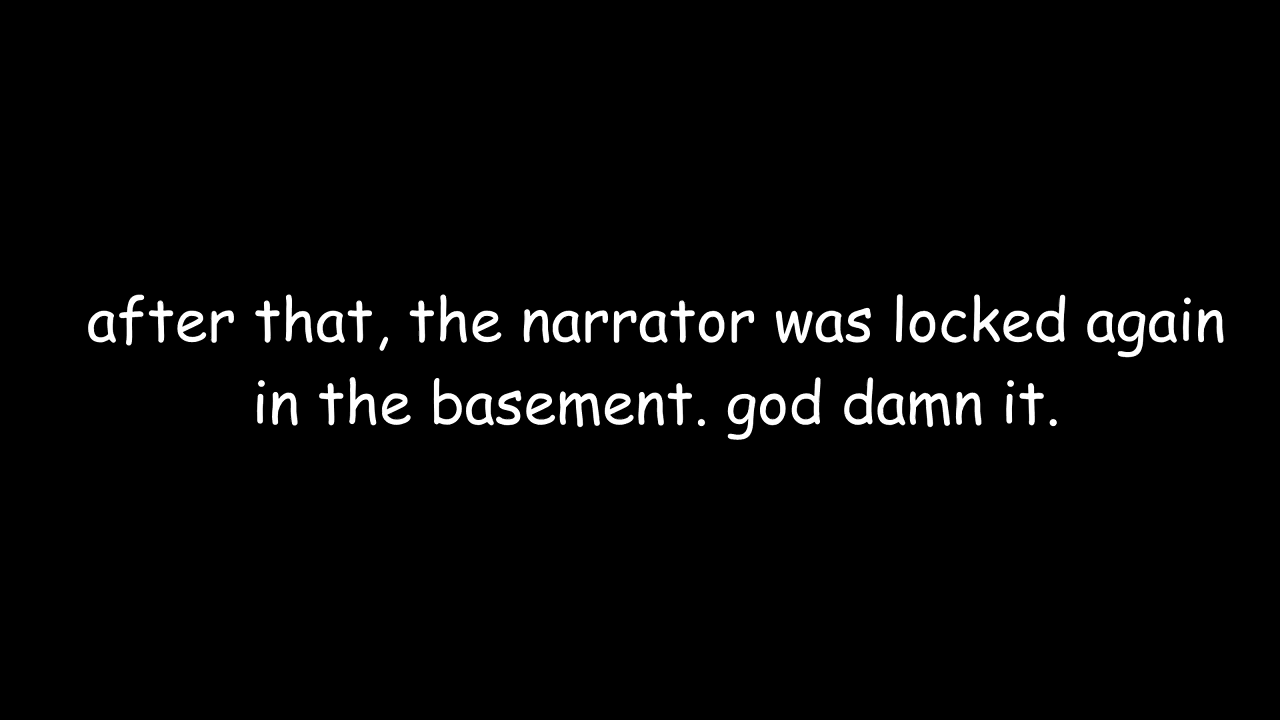 after that, the narrator was locked again
in the basement. god damn it.